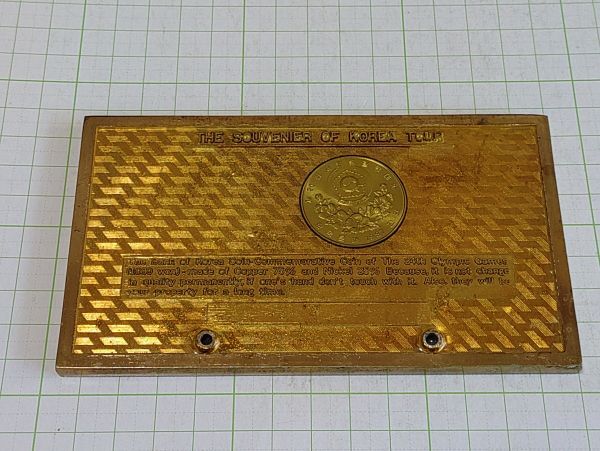 THE SOUVENIER OF KOREA TOUR
The Bank of Korea Coin-Commemorative Coin of The 24th Olympic Games
won)-made of Copper 70% and Nickel 30% Because, it is not change
in quality permanently, if one's hand don't touch with it. Also, they will be
your property for a long time.